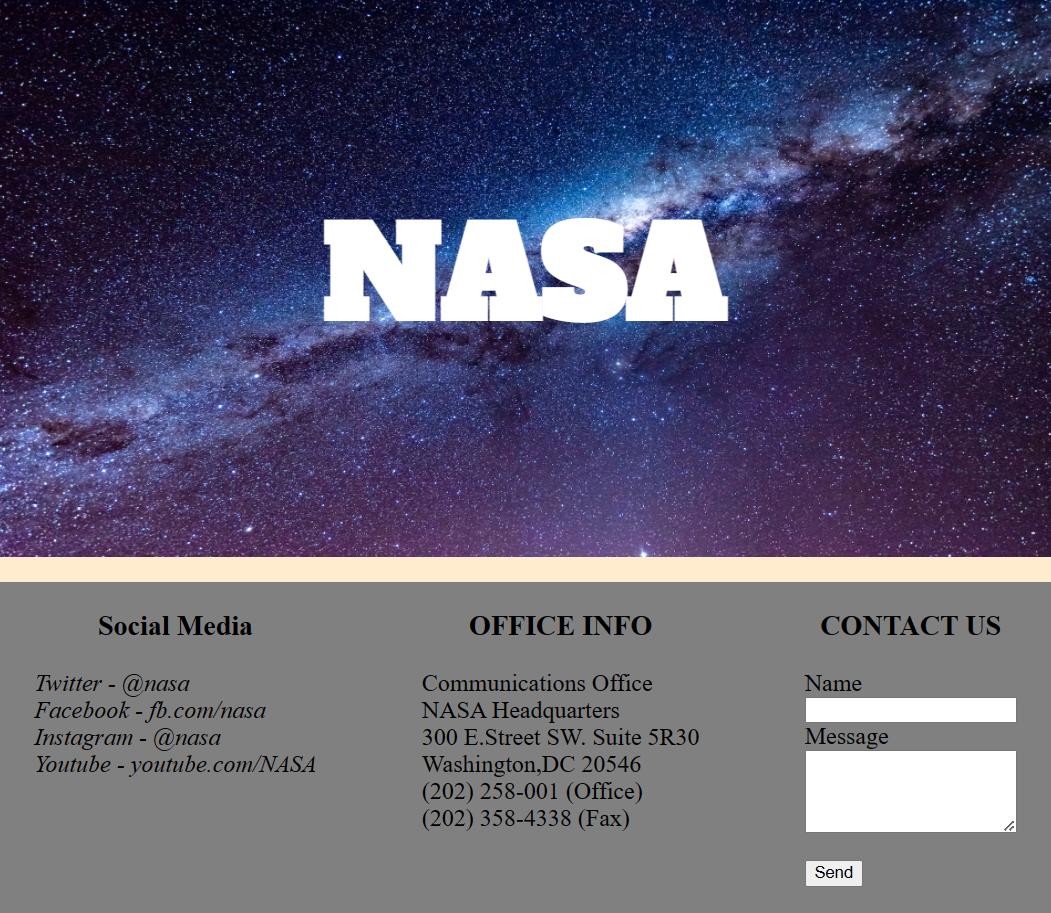 NASA
Social Media
Twitter - @nasa
Facebook - fb.com/nasa
Instagram - @nasa
Youtube - youtube.com/NASA
OFFICE INFO
Communications Office
NASA Headquarters
300 E.Street SW. Suite 5R30
Washington,DC 20546
(202) 258-001 (Office)
(202) 358-4338 (Fax)
CONTACT US
Name
Message
Send